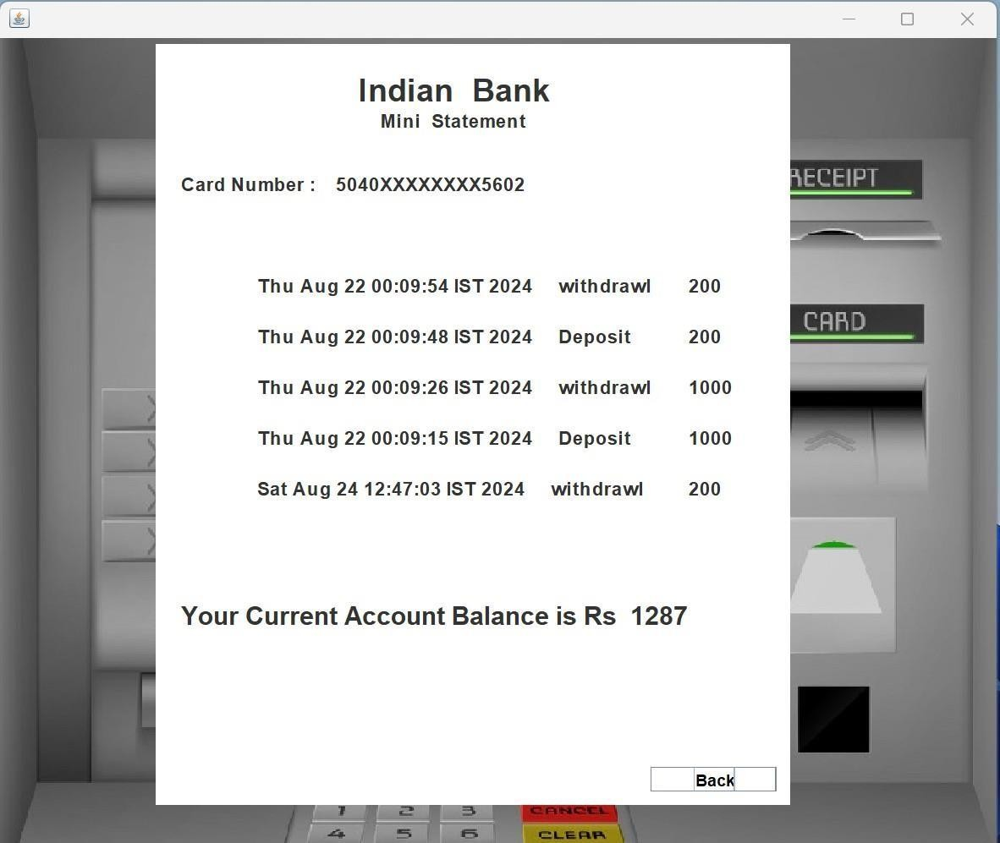 Indian Bank
Mini Statement
Card Number : 5040XXXXXXXX5602
RECEIPT
Thu Aug 22 00:09:54 IST 2024 withdrawl 200
CARD
Thu Aug 22 00:09:48 IST 2024 Deposit 200
Thu Aug 22 00:09:26 IST 2024 withdrawl 1000
Thu Aug 22 00:09:15 IST 2024 Deposit 1000
Sat Aug 24 12:47:03 IST 2024 withdrawl 200
Your Current Account Balance is Rs 1287
Back
1 2 3 CANCEL
4 5 6 CLEAR